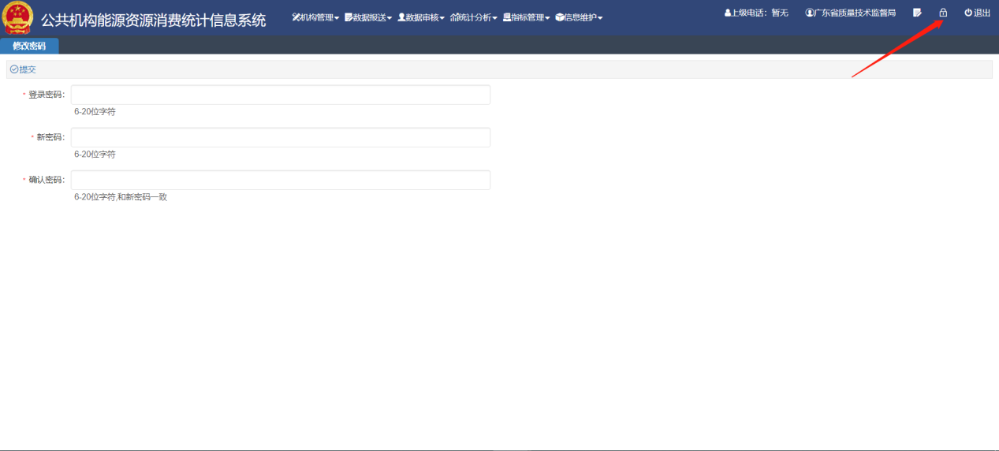 公共机构能源资源消费统计信息系统 机构管理 数据报送 数据审核 统计分析 指标管理 信息维护 上级电话：暂无 广东省质量技术监督局 退出
修改密码
提交
* 登录密码：
6-20位字符
* 新密码：
6-20位字符
* 确认密码：
6-20位字符,和新密码一致